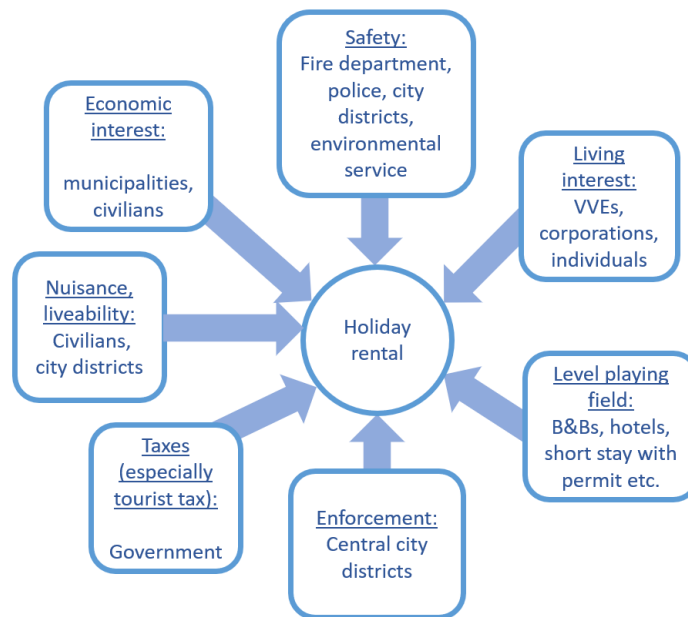 Safety:
Fire department,
police, city
districts,
environmental
service
Economic
interest:
municipalities,
civilians
Living
interest:
VVEs,
corporations,
individuals
Nuisance,
liveability:
Civilians,
city districts
Holiday
rental
Level playing
field:
B&Bs, hotels,
short stay with
permit etc.
Taxes
(especially
tourist tax):
Government
Enforcement:
Central city
districts